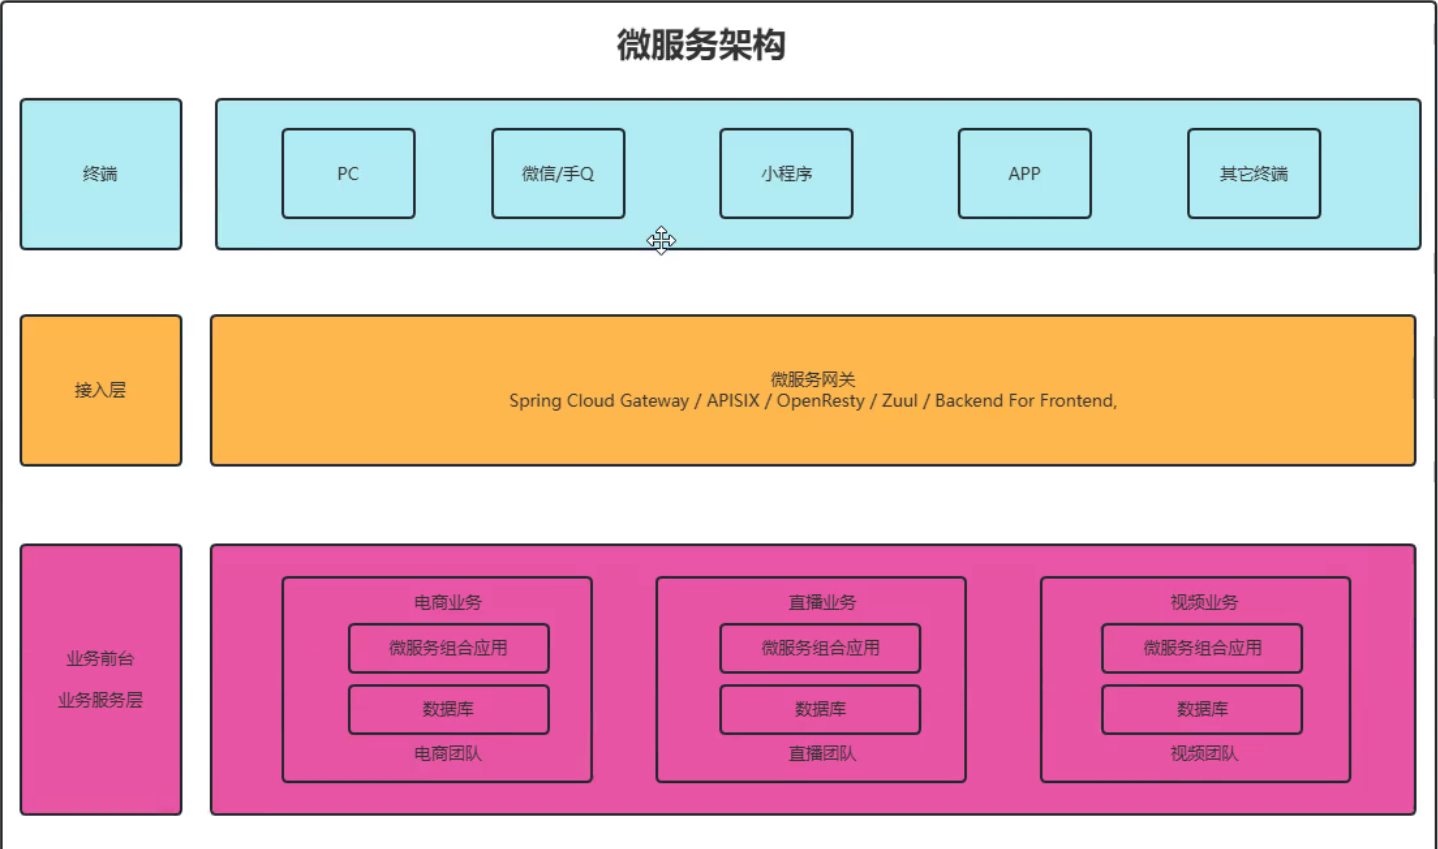 微服务架构
终端
PC
微信/手Q
小程序
APP
其它终端
接入层
微服务网关
Spring Cloud Gateway / APISIX / OpenResty / Zuul / Backend For Frontend,
业务前台
业务服务层
电商业务
微服务组合应用
数据库
电商团队
直播业务
微服务组合应用
数据库
直播团队
视频业务
微服务组合应用
数据库
视频团队